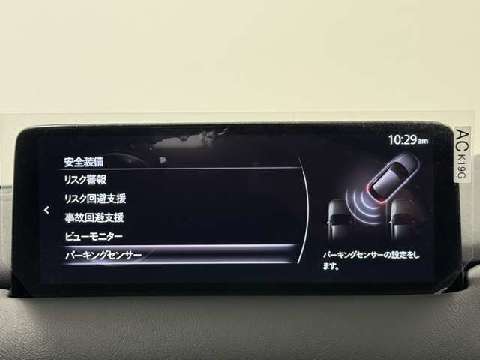 10:29am
安全装備
リスク警報
リスク回避支援
事故回避支援
ビューモニター
パーキングセンサー
パーキングセンサーの設定をし
ます。
ACK19G